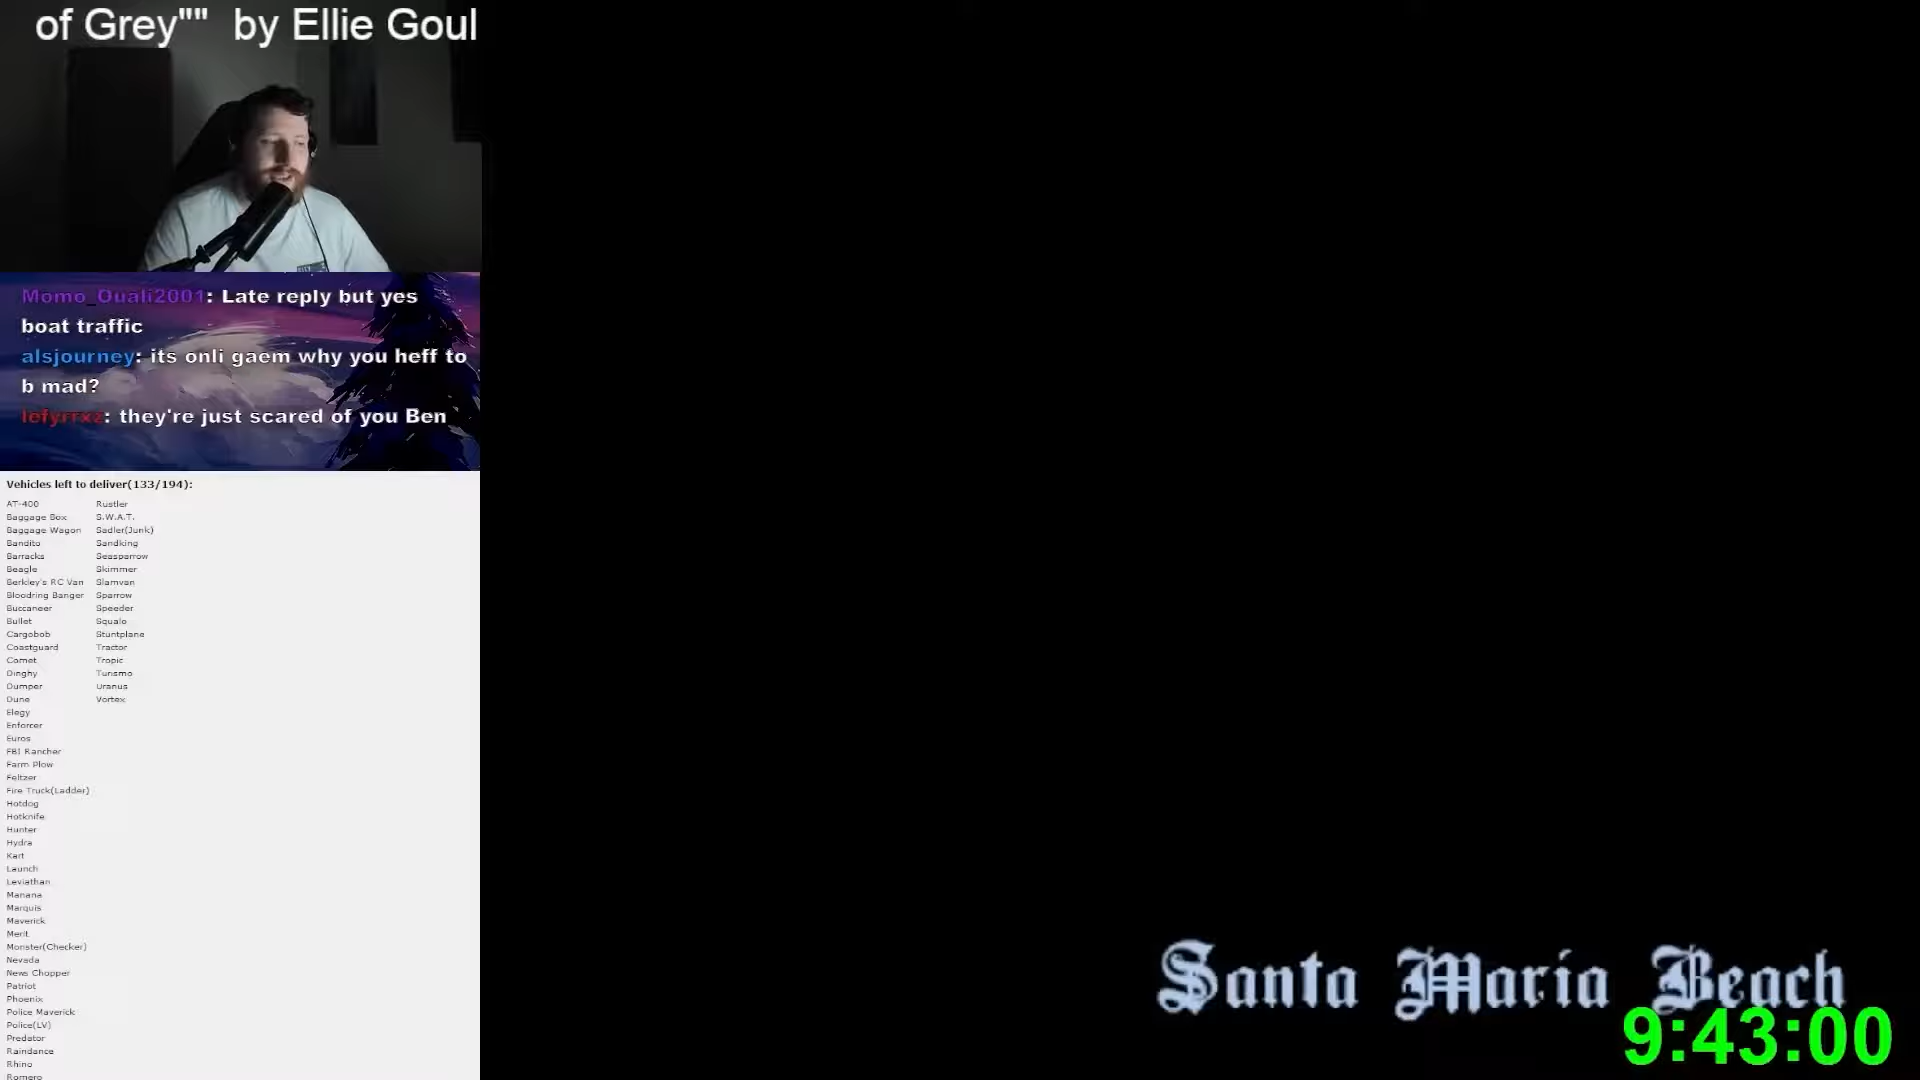 of Grey"" by Ellie Goul
Momo_Ouali2001: Late reply but yes
boat traffic
alsjourney: its onli gaem why you heff to
b mad?
lefyrrxz: they're just scared of you Ben
Vehicles left to deliver(133/194):
AT-400
Baggage Box
Baggage Wagon
Bandito
Barracks
Beagle
Berkley's RC Van
Bloodring Banger
Buccaneer
Bullet
Cargobob
Coastguard
Comet
Dinghy
Dumper
Dune
Elegy
Enforcer
Euros
FBI Rancher
Farm Plow
Feltzer
Fire Truck(Ladder)
Hotdog
Hotknife
Hunter
Hydra
Kart
Launch
Leviathan
Manana
Marquis
Maverick
Merit
Monster(Checker)
Nevada
News Chopper
Patriot
Phoenix
Police Maverick
Police(LV)
Predator
Raindance
Rhino
Romero
Rustler
S.W.A.T.
Sadler(Junk)
Sandking
Seasparrow
Skimmer
Slamvan
Sparrow
Speeder
Squalo
Stuntplane
Tractor
Tropic
Turismo
Uranus
Vortex
Santa Maria Beach
9:43:00